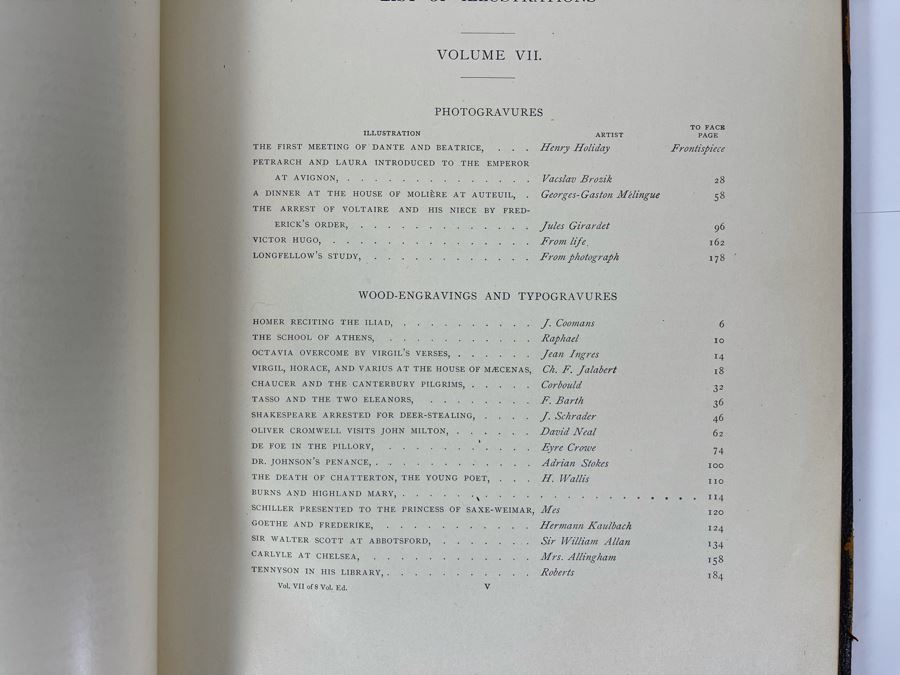 LIST OF ILLUSTRATIONS
VOLUME VII.
PHOTOGRAVURES
ILLUSTRATION ARTIST TO FACE PAGE
THE FIRST MEETING OF DANTE AND BEATRICE, . . . Henry Holiday Frontispiece
PETRARCH AND LAURA INTRODUCED TO THE EMPEROR
AT AVIGNON, . . . . . . . . . . . . . Vacslav Brozik 28
A DINNER AT THE HOUSE OF MOLIÈRE AT AUTEUIL, . Georges-Gaston Mélingue 58
THE ARREST OF VOLTAIRE AND HIS NIECE BY FRED-
ERICK'S ORDER, . . . . . . . . . . . . Jules Girardet 96
VICTOR HUGO, . . . . . . . . . . . . . . From life 162
LONGFELLOW'S STUDY, . . . . . . . . . . . From photograph 178
WOOD-ENGRAVINGS AND TYPOGRAVURES
HOMER RECITING THE ILIAD, . . . . . . . . . . J. Coomans 6
THE SCHOOL OF ATHENS, . . . . . . . . . . . Raphael 10
OCTAVIA OVERCOME BY VIRGIL'S VERSES, . . . . . . Jean Ingres 14
VIRGIL, HORACE, AND VARIUS AT THE HOUSE OF MÆCENAS, Ch. F. Jalabert 18
CHAUCER AND THE CANTERBURY PILGRIMS, . . . . . Corbould 32
TASSO AND THE TWO ELEANORS, . . . . . . . . F. Barth 36
SHAKESPEARE ARRESTED FOR DEER-STEALING, . . . . J. Schrader 46
OLIVER CROMWELL VISITS JOHN MILTON, . . . . . . David Neal 62
DE FOE IN THE PILLORY, . . . . . . . . . . . Eyre Crowe 74
DR. JOHNSON'S PENANCE, . . . . . . . . . . . . Adrian Stokes 100
THE DEATH OF CHATTERTON, THE YOUNG POET, . . . H. Wallis 110
BURNS AND HIGHLAND MARY, . . . . . . . . . . . . . . . . . . . . . . 114
SCHILLER PRESENTED TO THE PRINCESS OF SAXE-WEIMAR, Mes 120
GOETHE AND FREDERIKE, . . . . . . . . . . . Hermann Kaulbach 124
SIR WALTER SCOTT AT ABBOTSFORD, . . . . . . . Sir William Allan 134
CARLYLE AT CHELSEA, . . . . . . . . . . . . Mrs. Allingham 158
TENNYSON IN HIS LIBRARY, . . . . . . . . . . . Roberts 184
Vol. VII of 8 Vol. Ed. V